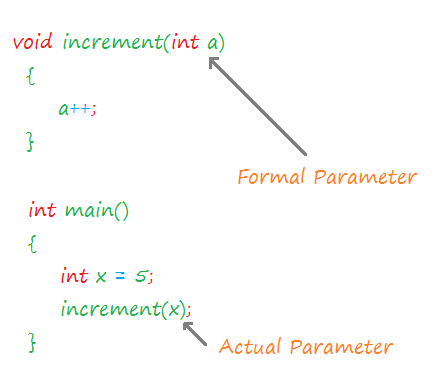 void increment(int a)
{
a++;
}
Formal Parameter
int main()
{
int x = 5;
increment(x);
}
Actual Parameter